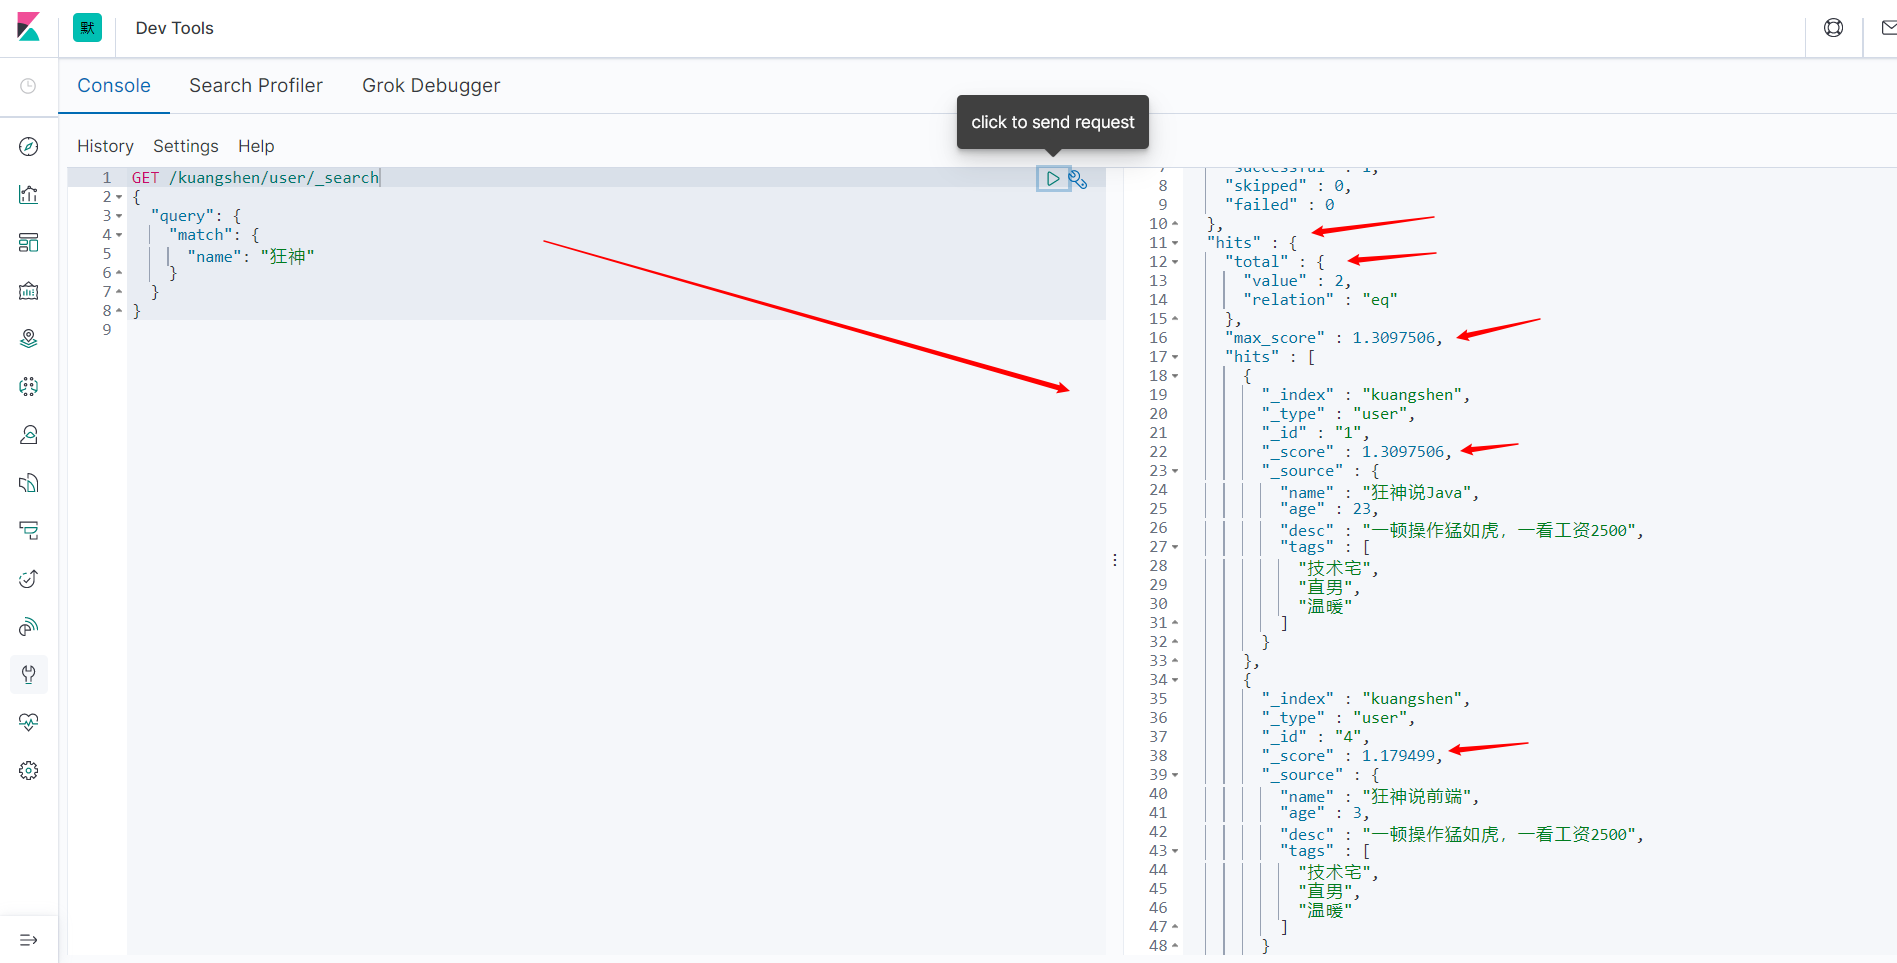 默
Dev Tools
Console
Search Profiler
Grok Debugger
click to send request
History
Settings
Help
1 GET /kuangshen/user/_search
2 {
3 "query": {
4 "match": {
5 "name": "狂神"
6 }
7 }
8 }
9
8 "skipped" : 0,
9 "failed" : 0
10 },
11 "hits" : {
12 "total" : {
13 "value" : 2,
14 "relation" : "eq"
15 },
16 "max_score" : 1.3097506,
17 "hits" : [
18 {
19 "_index" : "kuangshen",
20 "_type" : "user",
21 "_id" : "1",
22 "_score" : 1.3097506,
23 "_source" : {
24 "name" : "狂神说Java",
25 "age" : 23,
26 "desc" : "一顿操作猛如虎，一看工资2500",
27 "tags" : [
28 "技术宅",
29 "直男",
30 "温暖"
31 ]
32 }
33 },
34 {
35 "_index" : "kuangshen",
36 "_type" : "user",
37 "_id" : "4",
38 "_score" : 1.179499,
39 "_source" : {
40 "name" : "狂神说前端",
41 "age" : 3,
42 "desc" : "一顿操作猛如虎，一看工资2500",
43 "tags" : [
44 "技术宅",
45 "直男",
46 "温暖"
47 ]
48 }